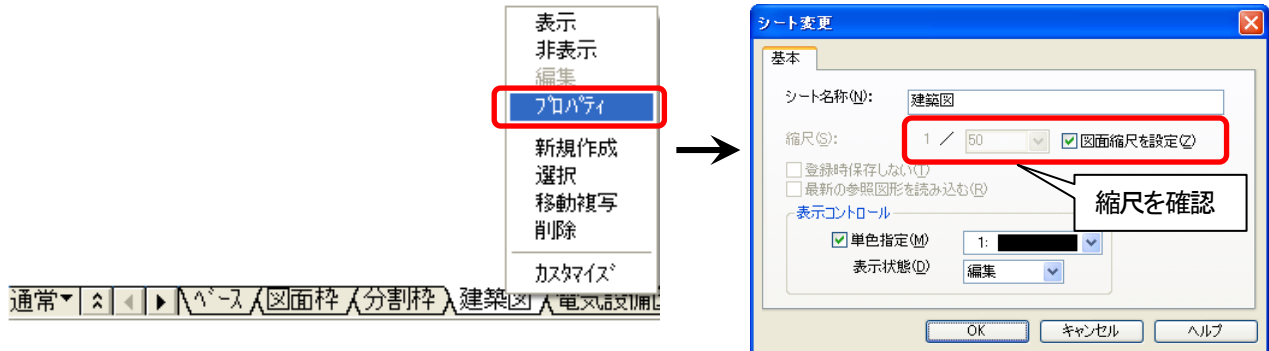 表示
非表示
編集
ﾌﾟﾛﾊﾟﾃｨ
新規作成
選択
移動複写
削除
ｶｽﾀﾏｲｽﾞ
通常▼
ﾍﾞｰｽ
図面枠
分割枠
建築図
電気設備図
シート変更
基本
シート名称(N):
建築図
縮尺(S):
1 ／ 50
図面縮尺を設定(Z)
登録時保存しない(T)
最新の参照図形を読み込む(R)
縮尺を確認
表示コントロール
単色指定(M)
1:
表示状態(D)
編集
OK
キャンセル
ヘルプ